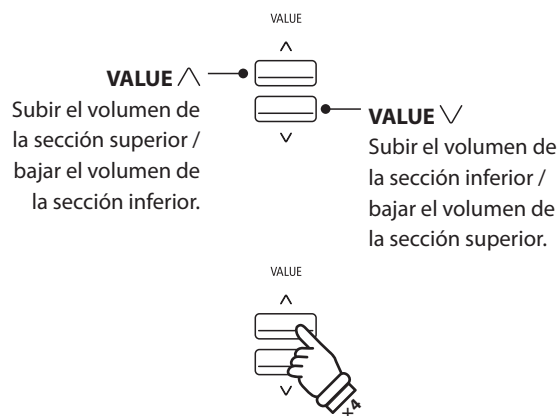 VALUE
VALUE ∧
Subir el volumen de
la sección superior /
bajar el volumen de
la sección inferior.
VALUE ∨
Subir el volumen de
la sección inferior /
bajar el volumen de
la sección superior.
VALUE
×4